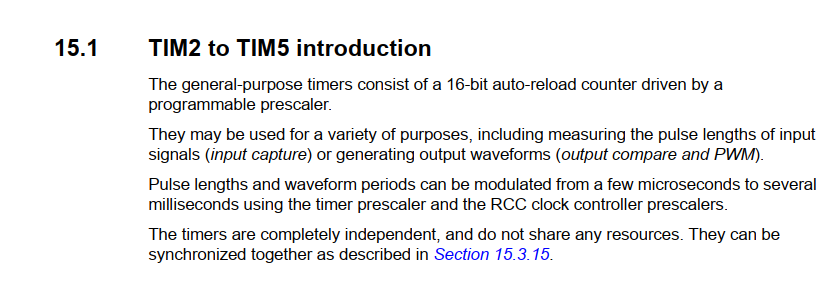 15.1 TIM2 to TIM5 introduction
The general-purpose timers consist of a 16-bit auto-reload counter driven by a
programmable prescaler.
They may be used for a variety of purposes, including measuring the pulse lengths of input
signals (input capture) or generating output waveforms (output compare and PWM).
Pulse lengths and waveform periods can be modulated from a few microseconds to several
milliseconds using the timer prescaler and the RCC clock controller prescalers.
The timers are completely independent, and do not share any resources. They can be
synchronized together as described in Section 15.3.15.